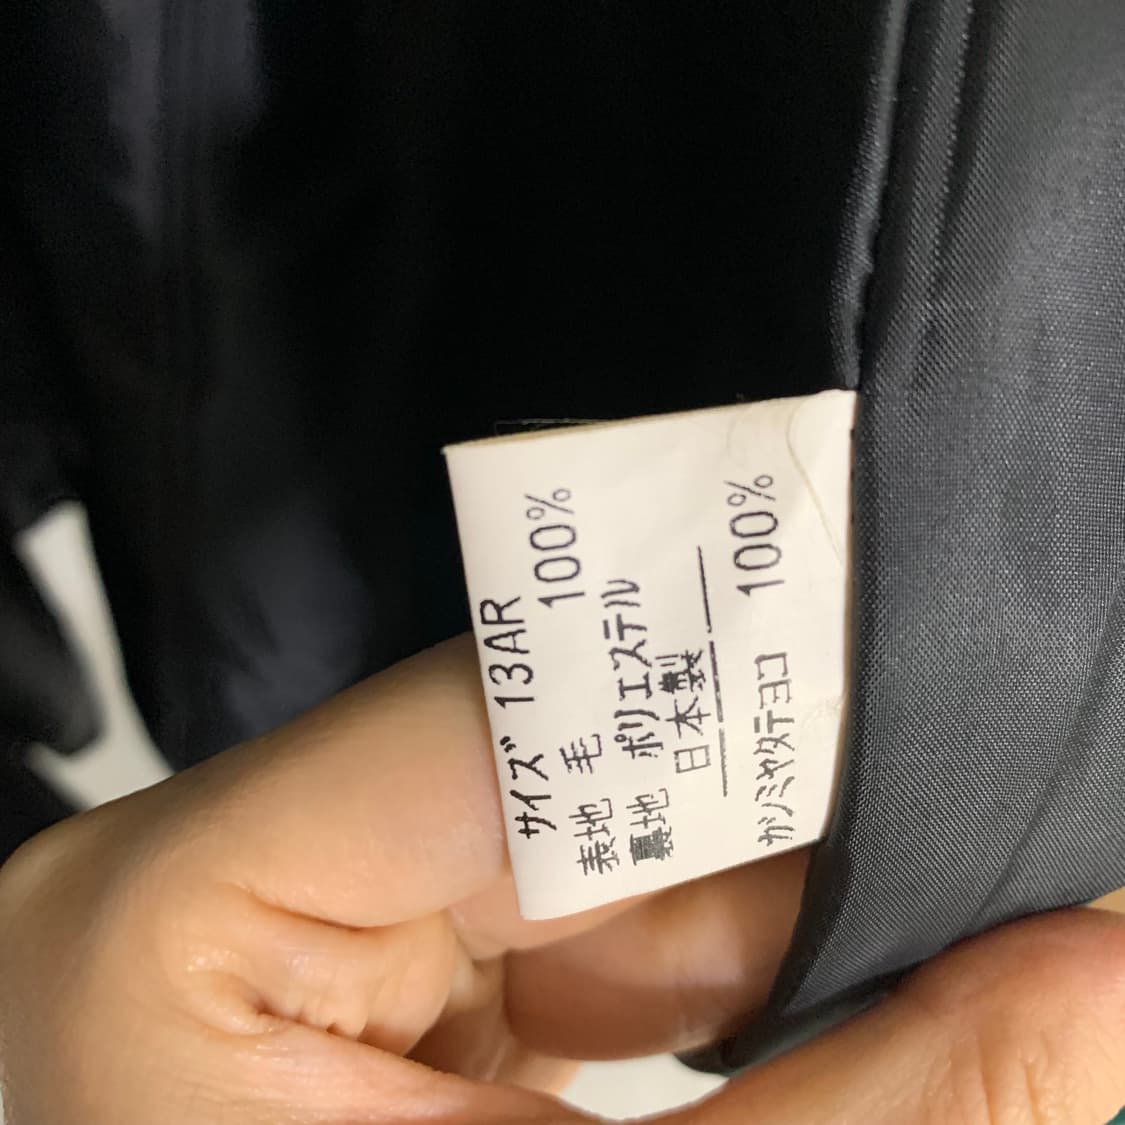 サイズ 13AR
表地 毛 100%
裏地 ポリエステル
日本製
ガシミヤタテヨコ 100%